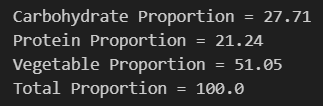 Carbohydrate Proportion = 27.71
Protein Proportion = 21.24
Vegetable Proportion = 51.05
Total Proportion = 100.0